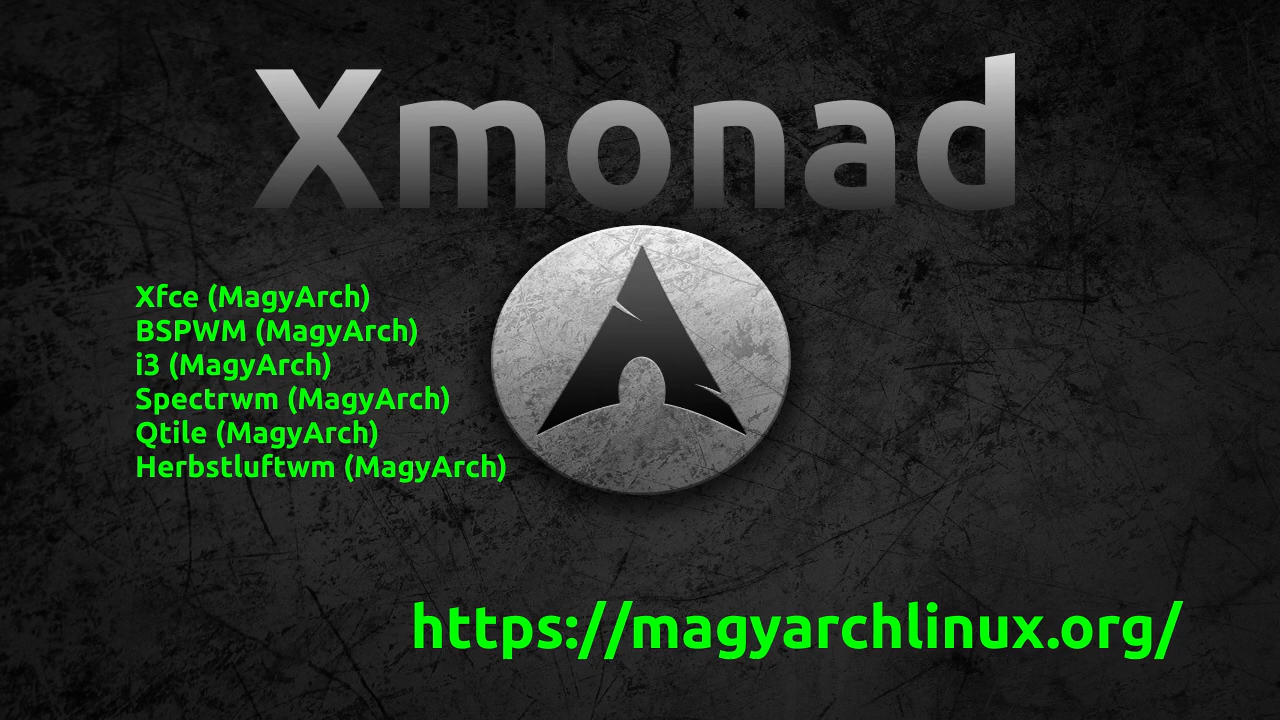 Xmonad
Xfce (MagyArch)
BSPWM (MagyArch)
i3 (MagyArch)
Spectrwm (MagyArch)
Qtile (MagyArch)
Herbstluftwm (MagyArch)
https://magyarchlinux.org/